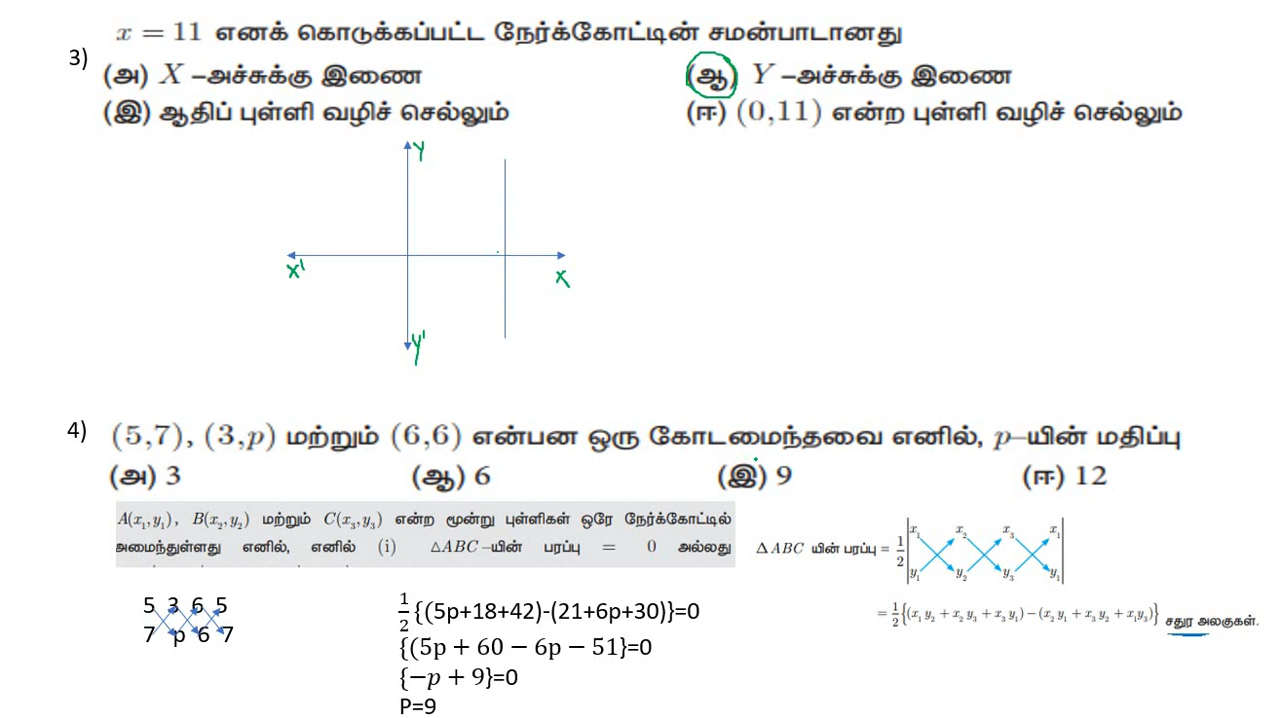 x = 11 எனக் கொடுக்கப்பட்ட நேர்க்கோட்டின் சமன்பாடானது
3)
(அ) X –அச்சுக்கு இணை (ஆ) Y –அச்சுக்கு இணை
(இ) ஆதிப் புள்ளி வழிச் செல்லும் (ஈ) (0,11) என்ற புள்ளி வழிச் செல்லும்
Y
X' X
Y'
4) (5,7), (3,p) மற்றும் (6,6) என்பன ஒரு கோடமைந்தவை எனில், p–யின் மதிப்பு
(அ) 3 (ஆ) 6 (இ) 9 (ஈ) 12
A(x₁,y₁), B(x₂,y₂) மற்றும் C(x₃,y₃) என்ற மூன்று புள்ளிகள் ஒரே நேர்க்கோட்டில்
அமைந்துள்ளது எனில், எனில் (i) △ABC –யின் பரப்பு = 0 அல்லது
△ABC யின் பரப்பு = 1/2 |x₁ x₂ x₃ x₁
y₁ y₂ y₃ y₁|
= 1/2 {(x₁y₂ + x₂y₃ + x₃y₁) – (x₂y₁ + x₃y₂ + x₁y₃)} சதுர அலகுகள்.
5 3 6 5
7 p 6 7
1/2 {(5p+18+42)-(21+6p+30)}=0
{(5p + 60 − 6p − 51}=0
{−p + 9}=0
P=9